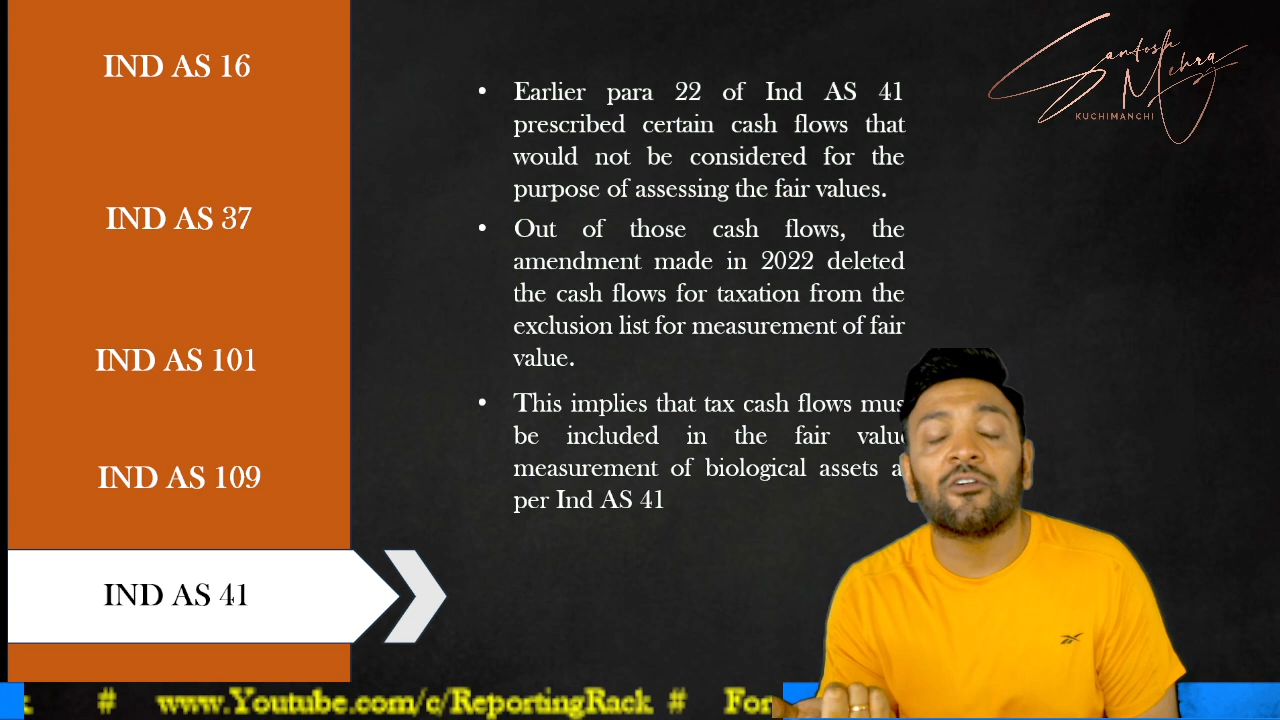 IND AS 16
IND AS 37
IND AS 101
IND AS 109
IND AS 41
• Earlier para 22 of Ind AS 41
prescribed certain cash flows that
would not be considered for the
purpose of assessing the fair values.
• Out of those cash flows, the
amendment made in 2022 deleted
the cash flows for taxation from the
exclusion list for measurement of fair
value.
• This implies that tax cash flows mus
be included in the fair valu
measurement of biological assets a
per Ind AS 41
Santosh
Mehra
KUCHIMANCHI
# www.Youtube.com/c/ReportingRack # For